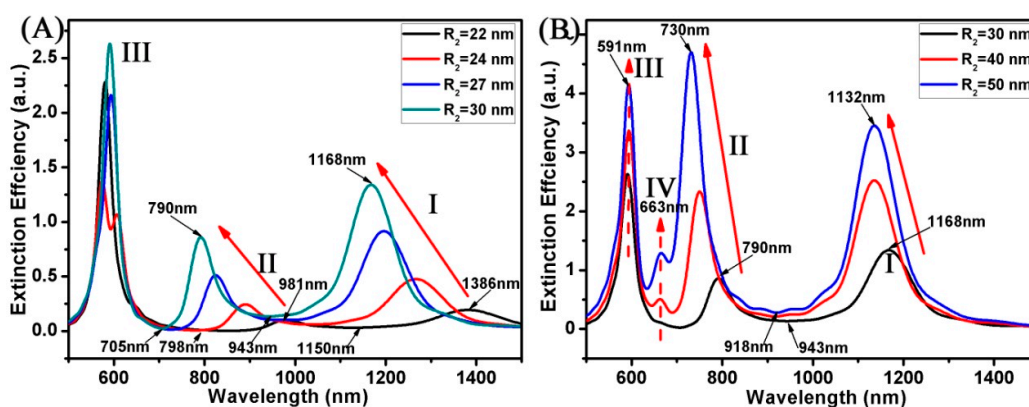 (A)
III
R2=22 nm
R2=24 nm
R2=27 nm
R2=30 nm
1168nm
I
790nm
II
981nm
1386nm
705nm
798nm
943nm
1150nm
2.5
2.0
1.5
1.0
0.5
0.0
Extinction Effciency (a.u.)
600 800 1000 1200 1400
Wavelength (nm)
(B)
730nm
591nm
III
R2=30 nm
R2=40 nm
R2=50 nm
1132nm
II
IV
663nm
1168nm
790nm
I
918nm
943nm
5
4
3
2
1
0
Extinction Effciency (a.u.)
600 800 1000 1200 1400
Wavelength (nm)